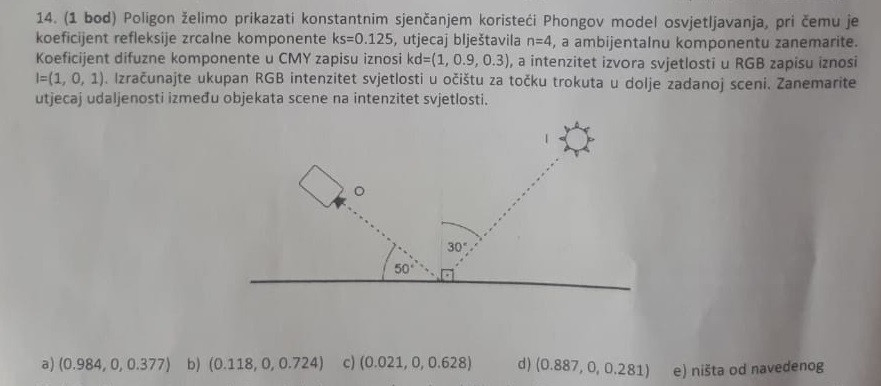 14. (1 bod) Poligon želimo prikazati konstantnim sjenčanjem koristeći Phongov model osvjetljavanja, pri čemu je
koeficijent refleksije zrcalne komponente ks=0.125, utjecaj blještavila n=4, a ambijentalnu komponentu zanemarite.
Koeficijent difuzne komponente u CMY zapisu iznosi kd=(1, 0.9, 0.3), a intenzitet izvora svjetlosti u RGB zapisu iznosi
I=(1, 0, 1). Izračunajte ukupan RGB intenzitet svjetlosti u očištu za točku trokuta u dolje zadanoj sceni. Zanemarite
utjecaj udaljenosti između objekata scene na intenzitet svjetlosti.
I
O
30°
50°
a) (0.984, 0, 0.377) b) (0.118, 0, 0.724) c) (0.021, 0, 0.628) d) (0.887, 0, 0.281) e) ništa od navedenog